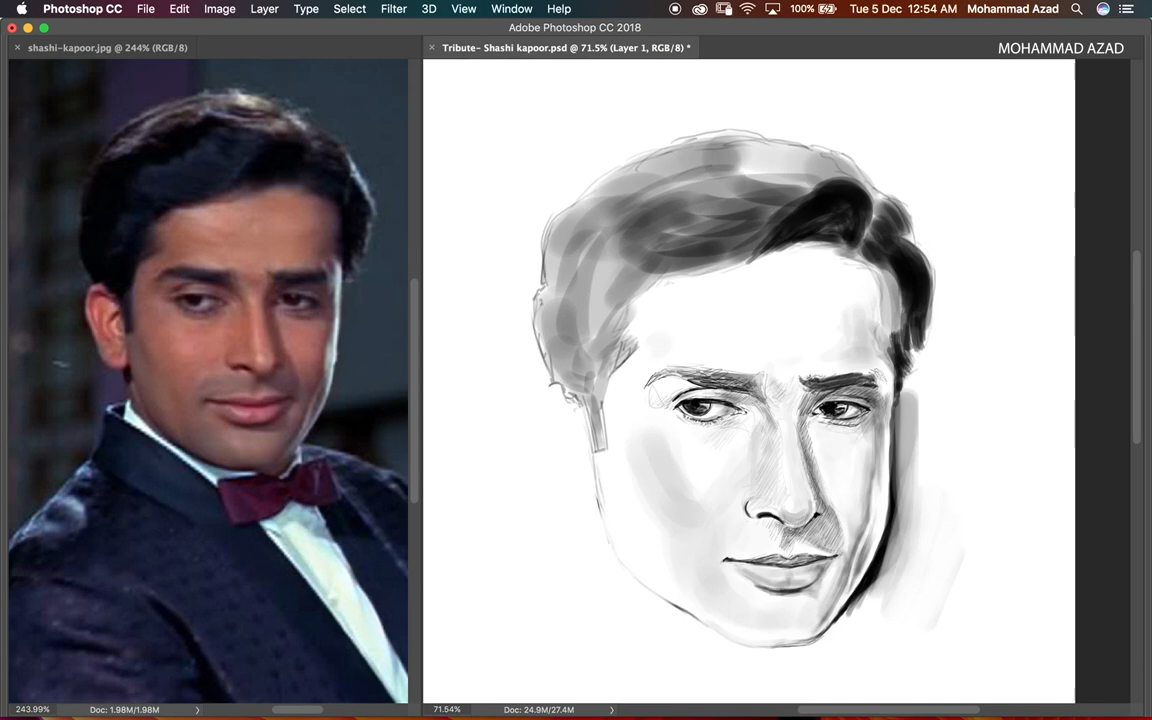 Photoshop CC File Edit Image Layer Type Select Filter 3D View Window Help 100% Tue 5 Dec 12:54 AM Mohammad Azad
Adobe Photoshop CC 2018
× shashi-kapoor.jpg @ 244% (RGB/8) × Tribute~ Shashi kapoor.psd @ 71.5% (Layer 1, RGB/8) * MOHAMMAD AZAD
243.99% Doc: 1.98M/1.98M 71.54% Doc: 24.9M/27.4M